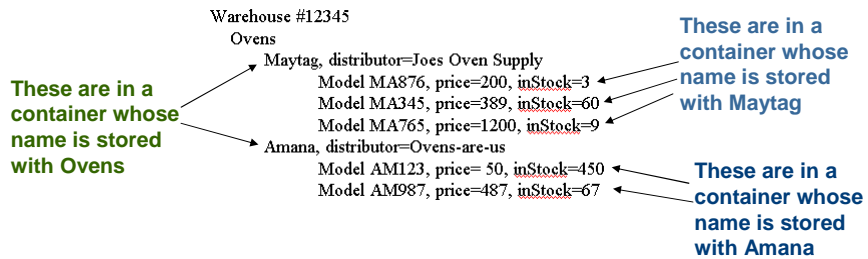 Warehouse #12345
Ovens
Maytag, distributor=Joes Oven Supply
Model MA876, price=200, inStock=3
Model MA345, price=389, inStock=60
Model MA765, price=1200, inStock=9
Amana, distributor=Ovens-are-us
Model AM123, price= 50, inStock=450
Model AM987, price=487, inStock=67
These are in a
container whose
name is stored
with Ovens
These are in a
container whose
name is stored
with Maytag
These are in a
container whose
name is stored
with Amana